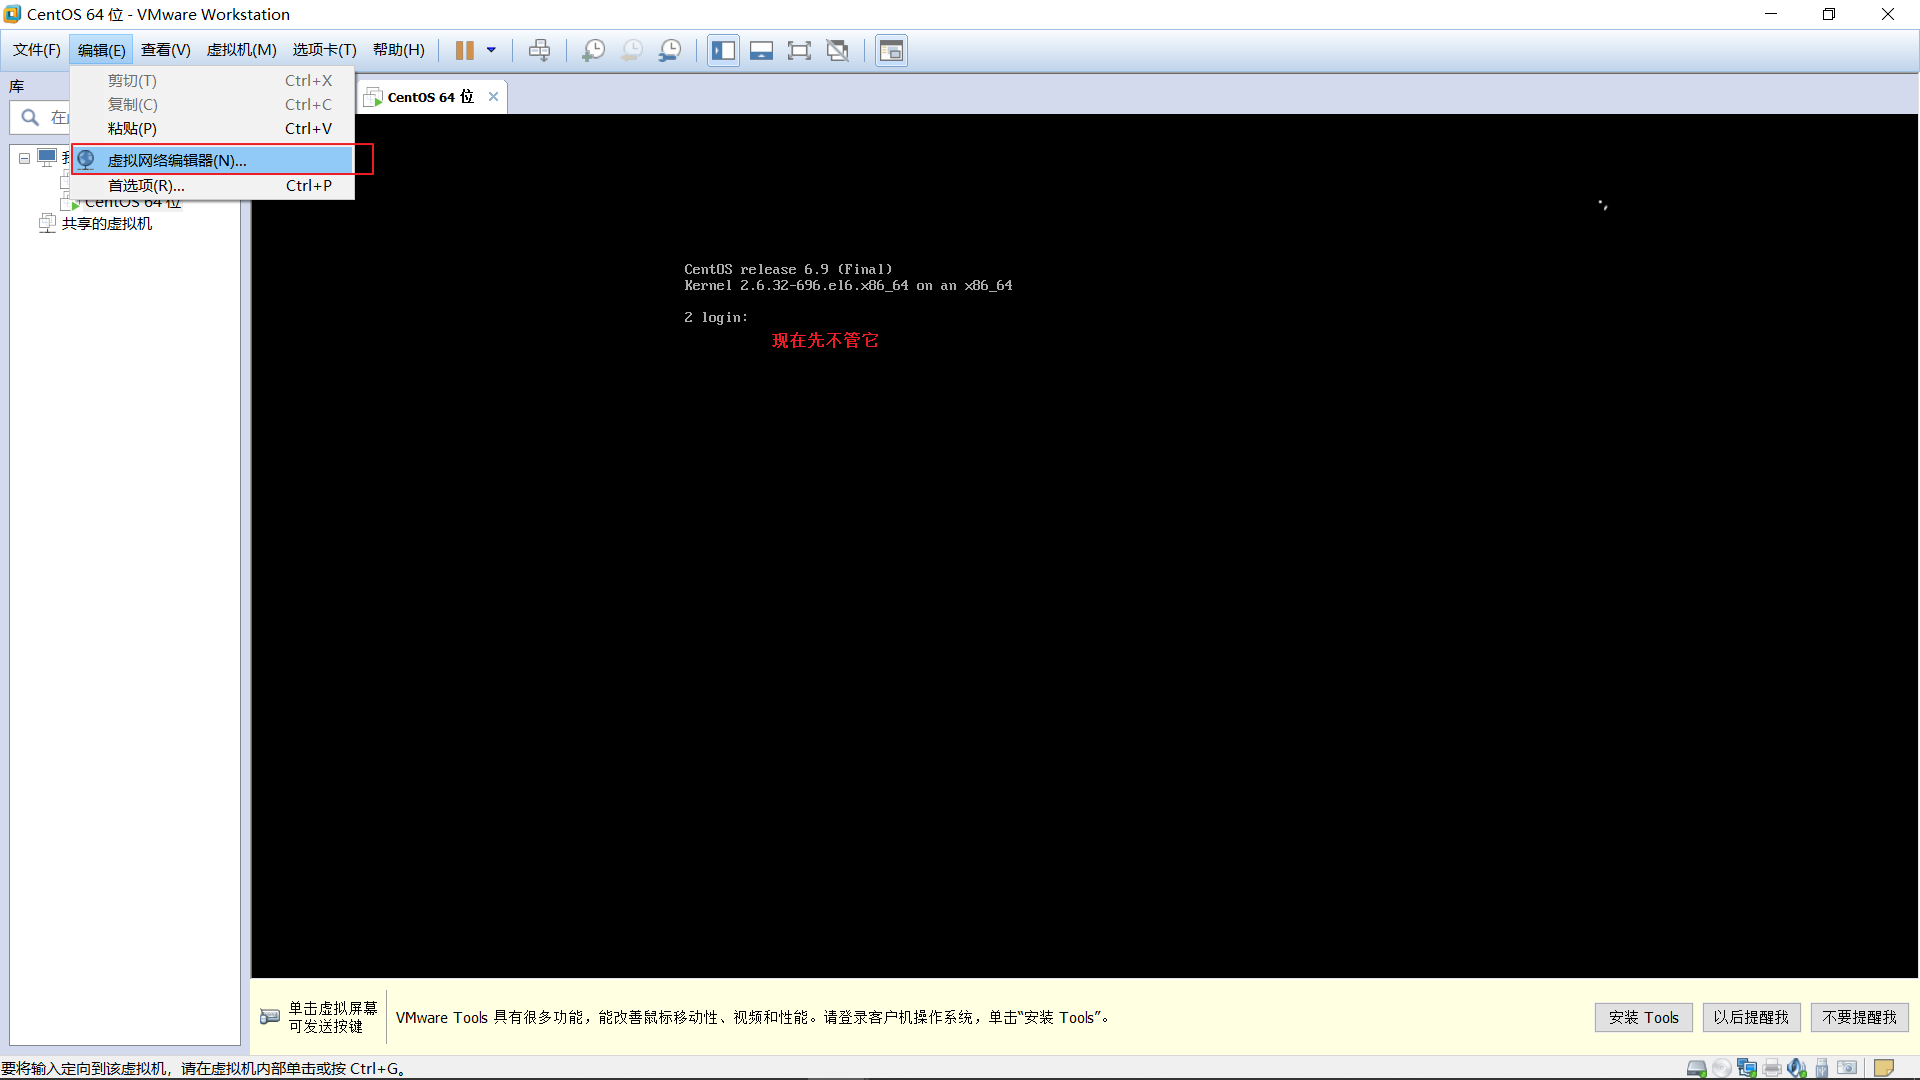 CentOS 64 位 - VMware Workstation
文件(F) 编辑(E) 查看(V) 虚拟机(M) 选项卡(T) 帮助(H)
库
剪切(T) Ctrl+X
复制(C) Ctrl+C
粘贴(P) Ctrl+V
虚拟网络编辑器(N)...
首选项(R)... Ctrl+P
CentOS 64 位
在
CentOS 64 位
共享的虚拟机
CentOS release 6.9 (Final)
Kernel 2.6.32-696.el6.x86_64 on an x86_64
2 login:
现在先不管它
单击虚拟屏幕
可发送按键
VMware Tools 具有很多功能，能改善鼠标移动性、视频和性能。请登录客户机操作系统，单击“安装 Tools”。
安装 Tools 以后提醒我 不要提醒我
要将输入定向到该虚拟机，请在虚拟机内部单击或按 Ctrl+G。